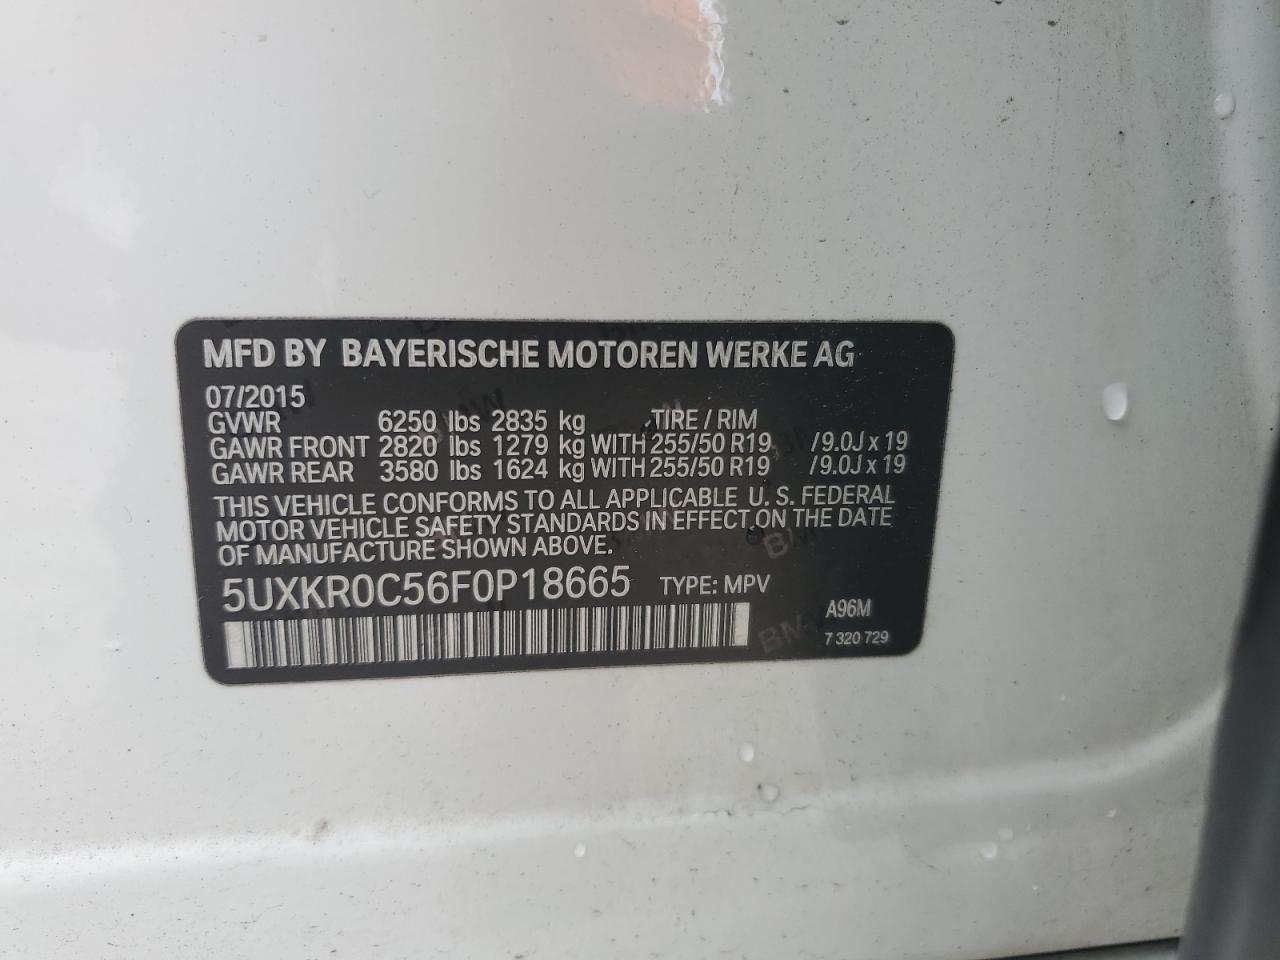 MFD BY BAYERISCHE MOTOREN WERKE AG
07/2015
GVWR 6250 lbs 2835 kg TIRE / RIM
GAWR FRONT 2820 lbs 1279 kg WITH 255/50 R19 /9.0J x 19
GAWR REAR 3580 lbs 1624 kg WITH 255/50 R19 /9.0J x 19
THIS VEHICLE CONFORMS TO ALL APPLICABLE U. S. FEDERAL
MOTOR VEHICLE SAFETY STANDARDS IN EFFECT ON THE DATE
OF MANUFACTURE SHOWN ABOVE.
5UXKR0C56F0P18665 TYPE: MPV
A96M
7 320 729